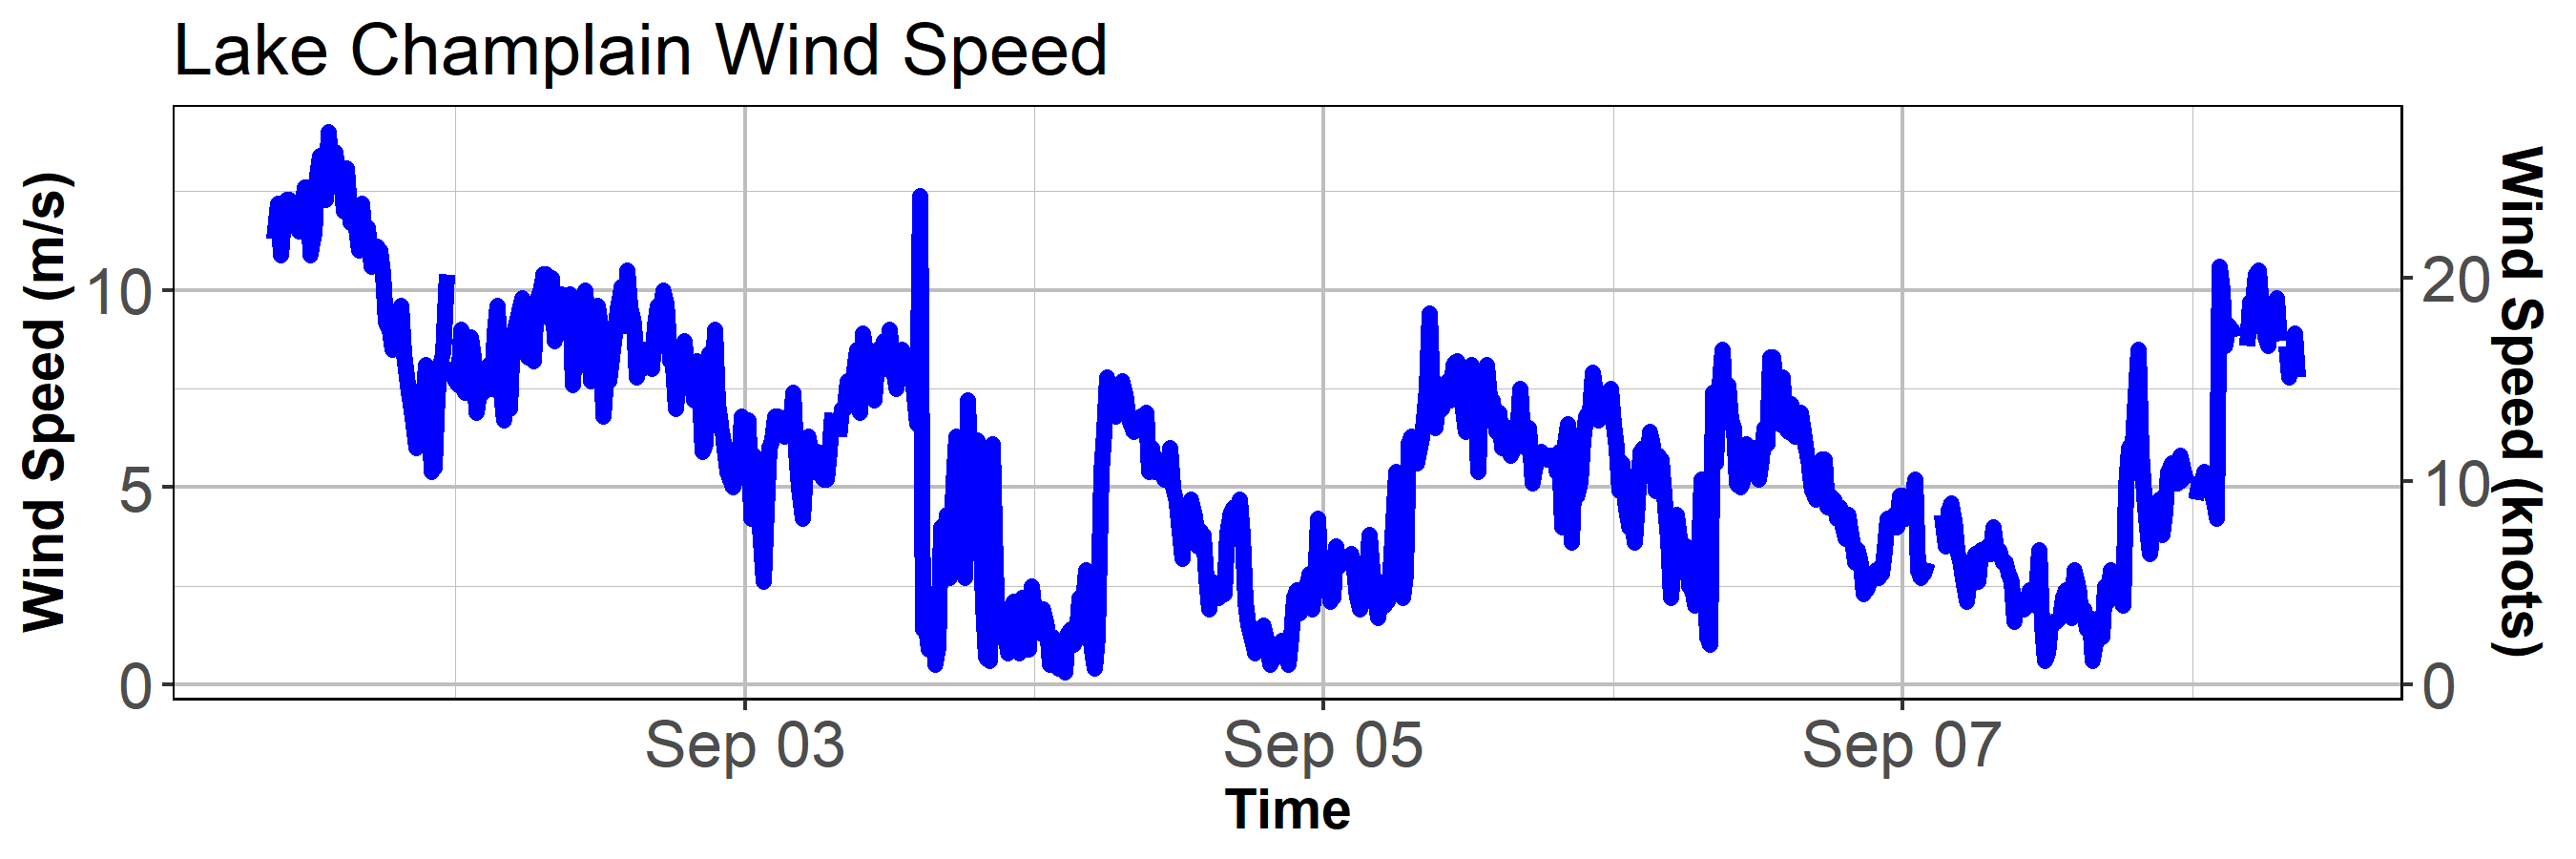 Lake Champlain Wind Speed
Wind Speed (m/s)
10
5
0
20
10
0
Wind Speed (knots)
Sep 03
Sep 05
Sep 07
Time